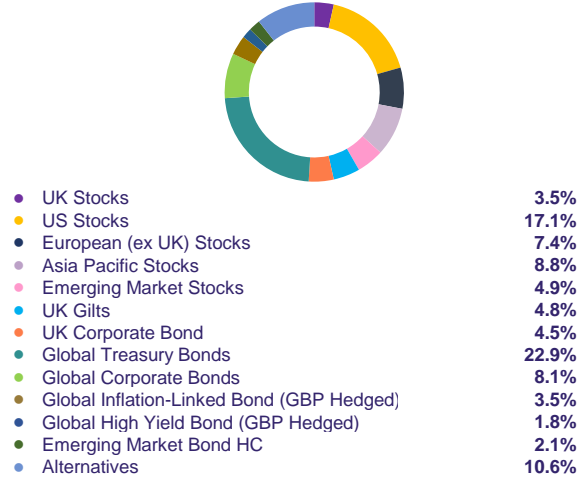 UK Stocks 3.5%
US Stocks 17.1%
European (ex UK) Stocks 7.4%
Asia Pacific Stocks 8.8%
Emerging Market Stocks 4.9%
UK Gilts 4.8%
UK Corporate Bond 4.5%
Global Treasury Bonds 22.9%
Global Corporate Bonds 8.1%
Global Inflation-Linked Bond (GBP Hedged) 3.5%
Global High Yield Bond (GBP Hedged) 1.8%
Emerging Market Bond HC 2.1%
Alternatives 10.6%